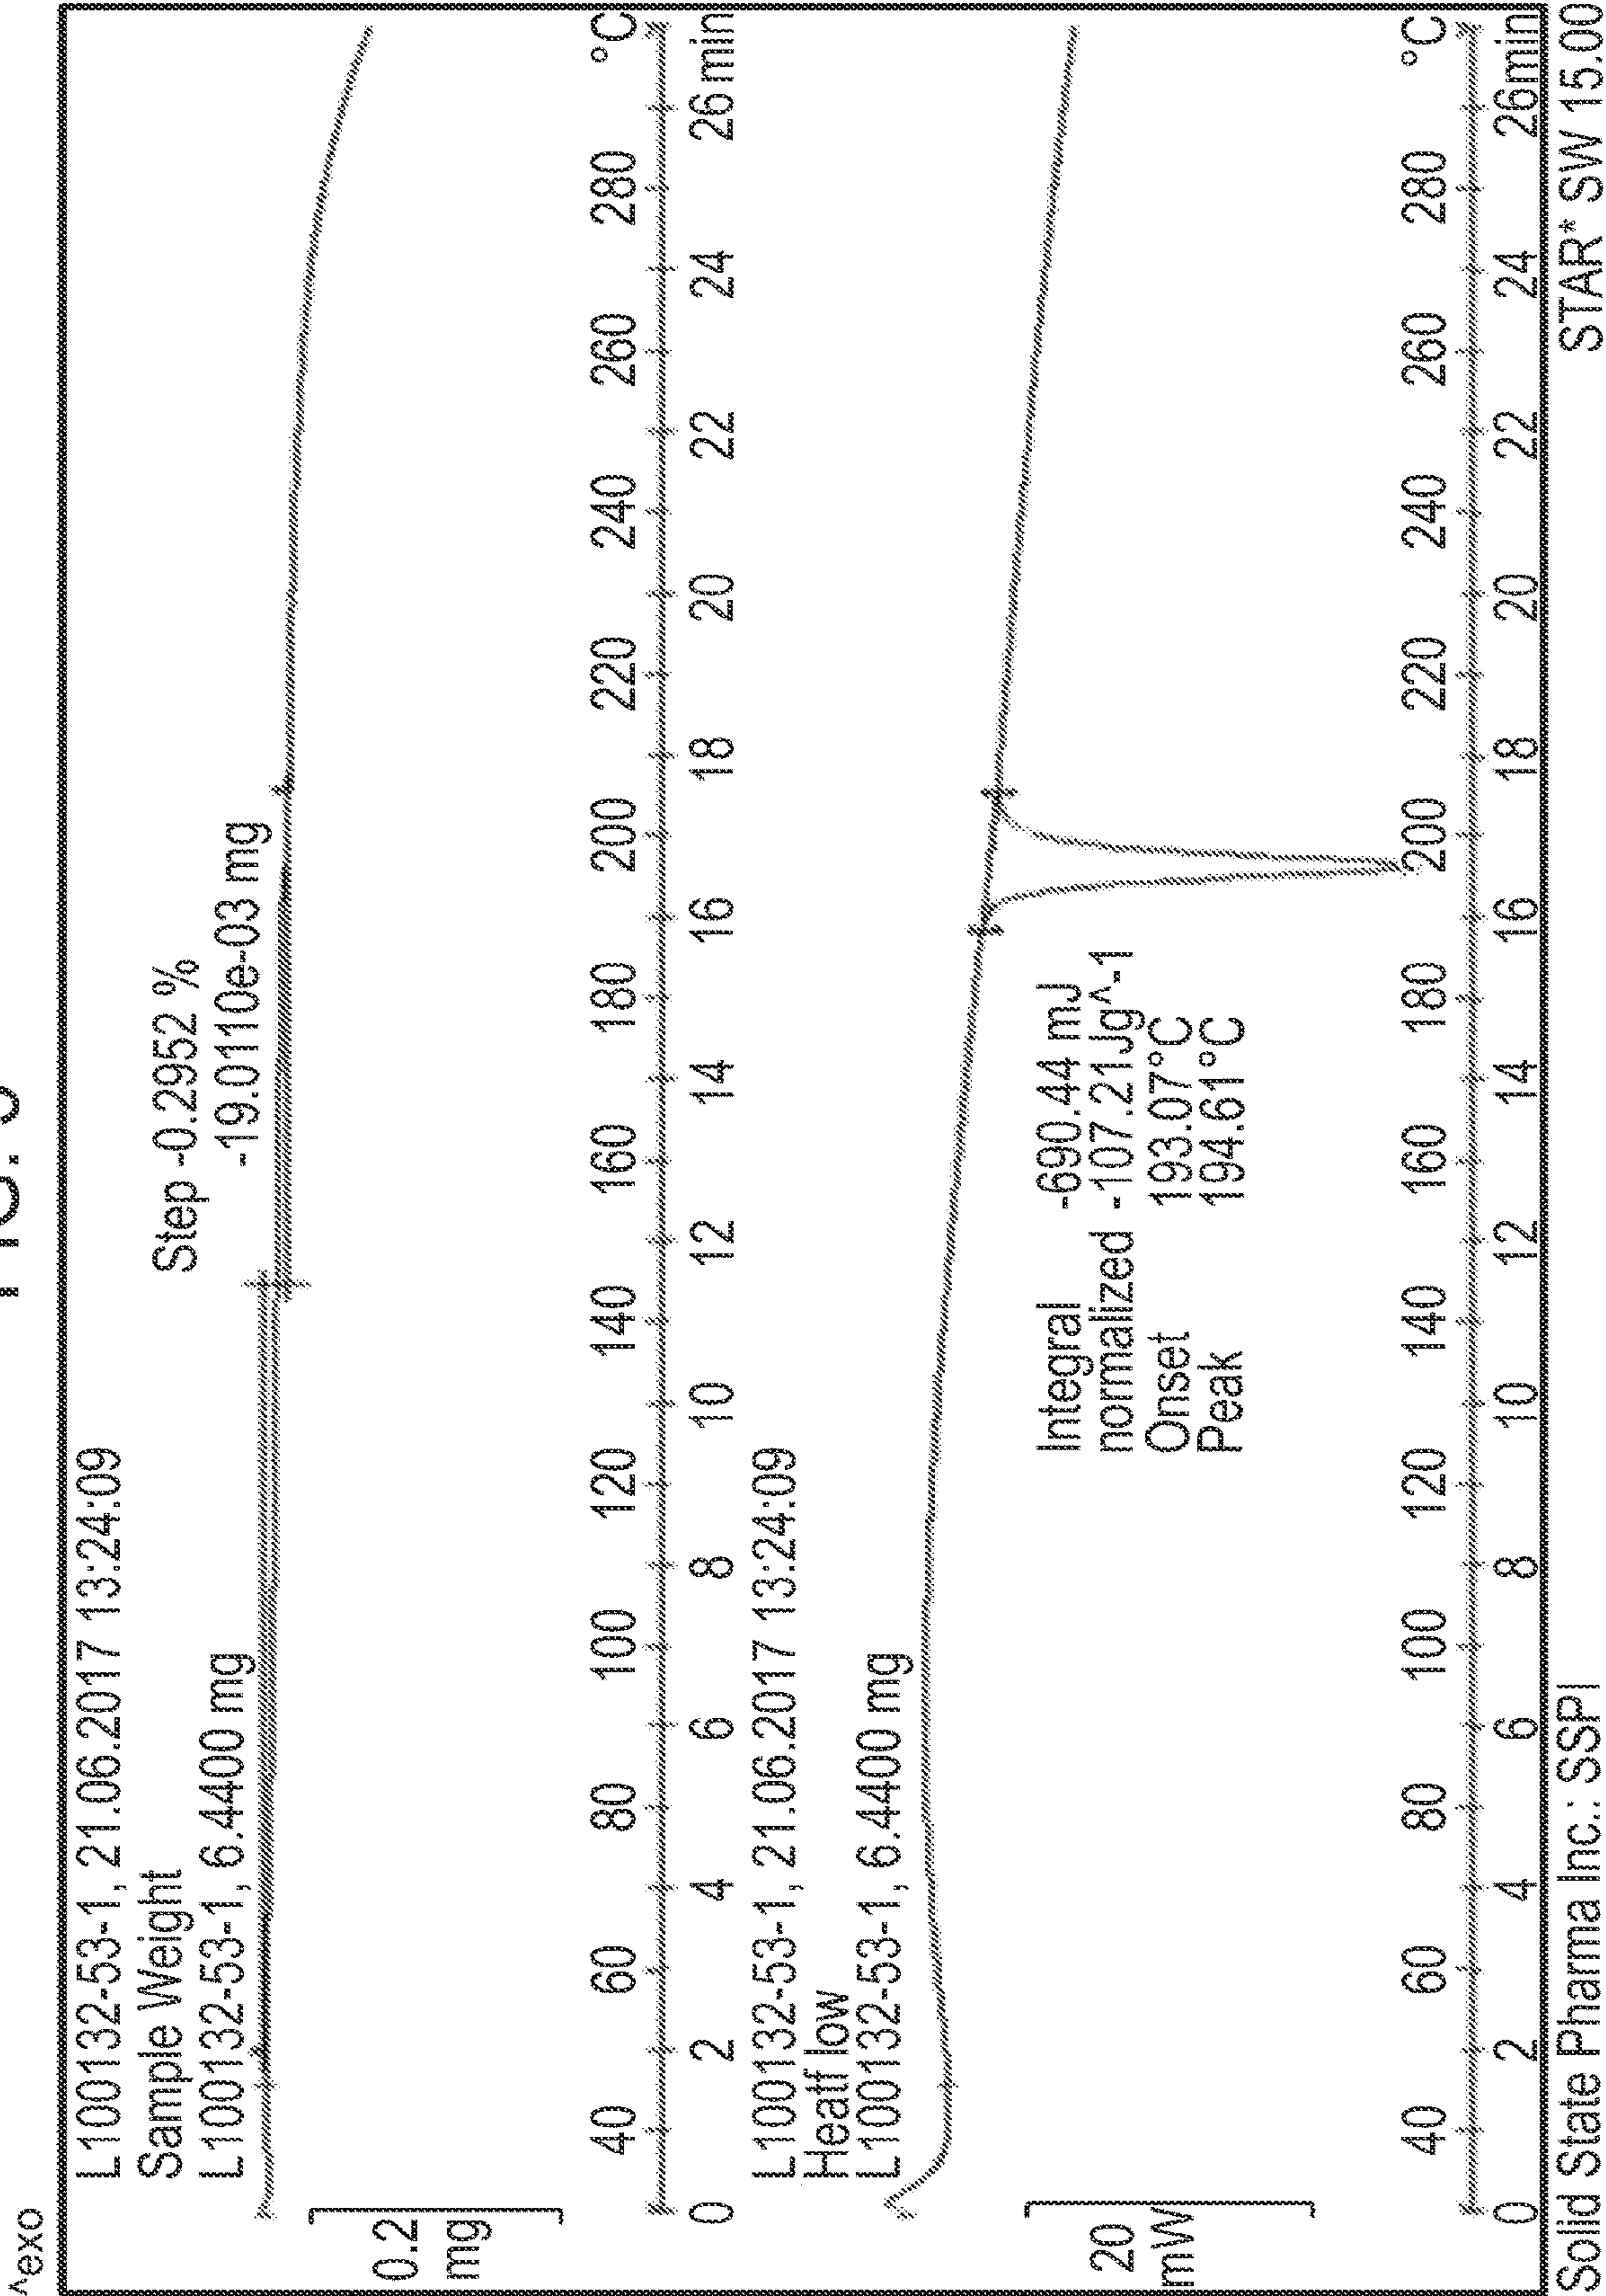 ^exo
L100132-53-1, 21.06.2017 13:24:09
Sample Weight
L100132-53-1, 6.4400 mg
Step -0.2952 %
-19.0110e-03 mg
0.2
mg
40 60 80 100 120 140 160 180 200 220 240 260 280 °C
0 2 4 6 8 10 12 14 16 18 20 22 24 26 min
L100132-53-1, 21.06.2017 13:24:09
Heatf low
L100132-53-1, 6.4400 mg
Integral -690.44 mJ
normalized -107.21Jg^-1
Onset 193.07°C
Peak 194.61°C
20
mW
40 60 80 100 120 140 160 180 200 220 240 260 280 °C
0 2 4 6 8 10 12 14 16 18 20 22 24 26min
Solid State Pharma Inc.: SSPI STAR* SW 15.00